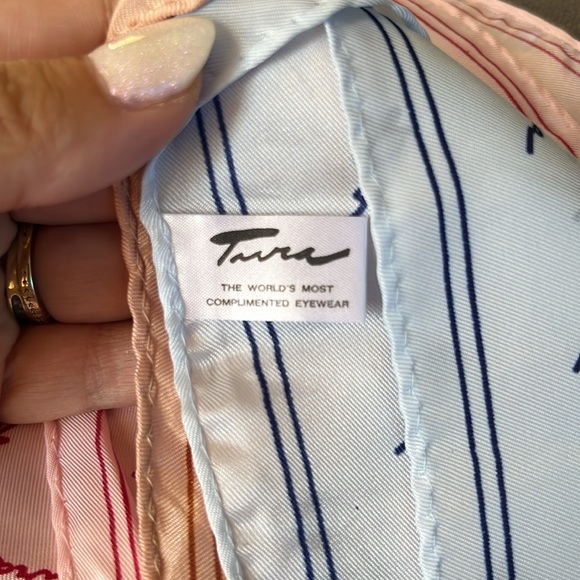 Tura
THE WORLD'S MOST
COMPLIMENTED EYEWEAR